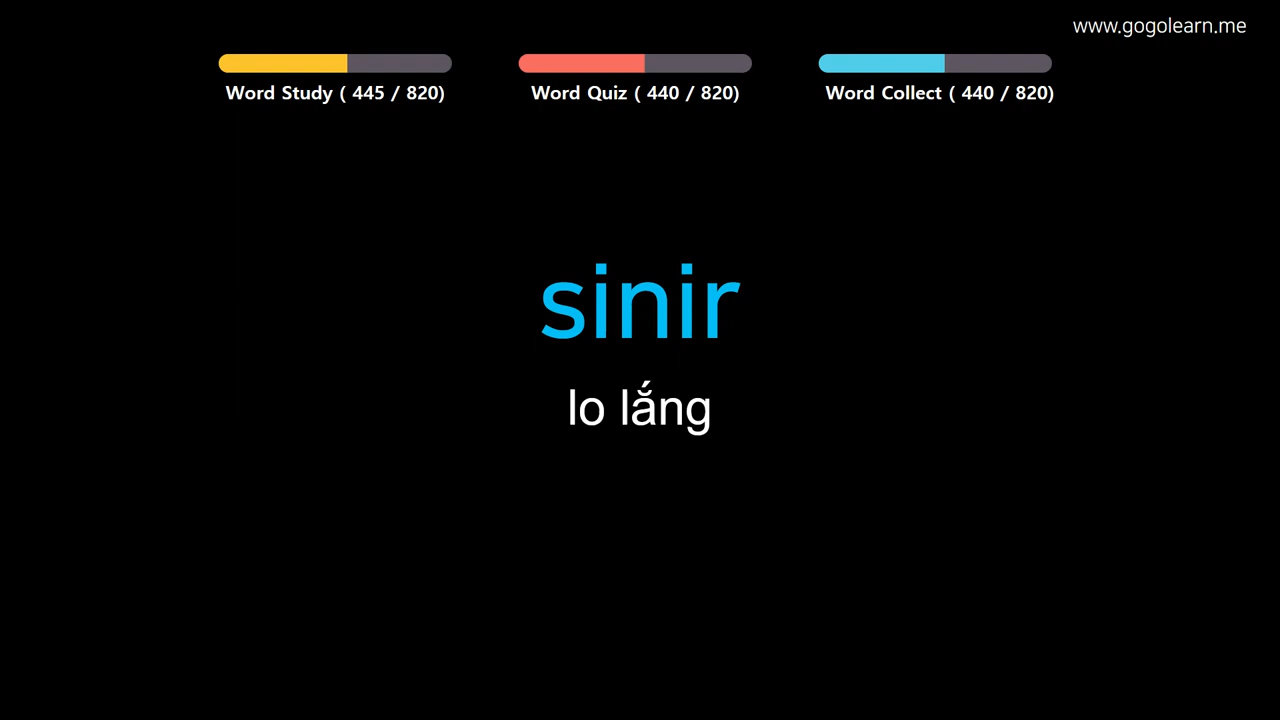 www.gogolearn.me
Word Study ( 445 / 820)
Word Quiz ( 440 / 820)
Word Collect ( 440 / 820)
sinir
lo lắng